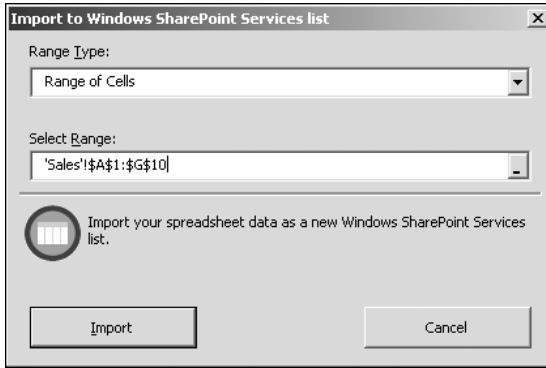 Import to Windows SharePoint Services list
Range Type:
Range of Cells
Select Range:
'Sales'!$A$1:$G$10
Import your spreadsheet data as a new Windows SharePoint Services
list.
Import
Cancel